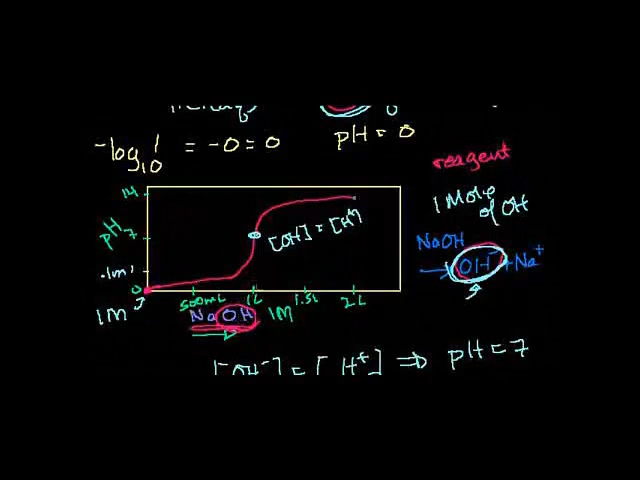 -log₁₀ 1 = -0 = 0
pH = 0
reagent
1 Mole
of OH
14
pH 7
.1m
0
[OH] = [H⁺]
NaOH
→ OH⁻ + Na⁺
1M
500mL 1L 1.5L 2L
NaOH 1M
[OH⁻] = [H⁺] ⇒ pH = 7